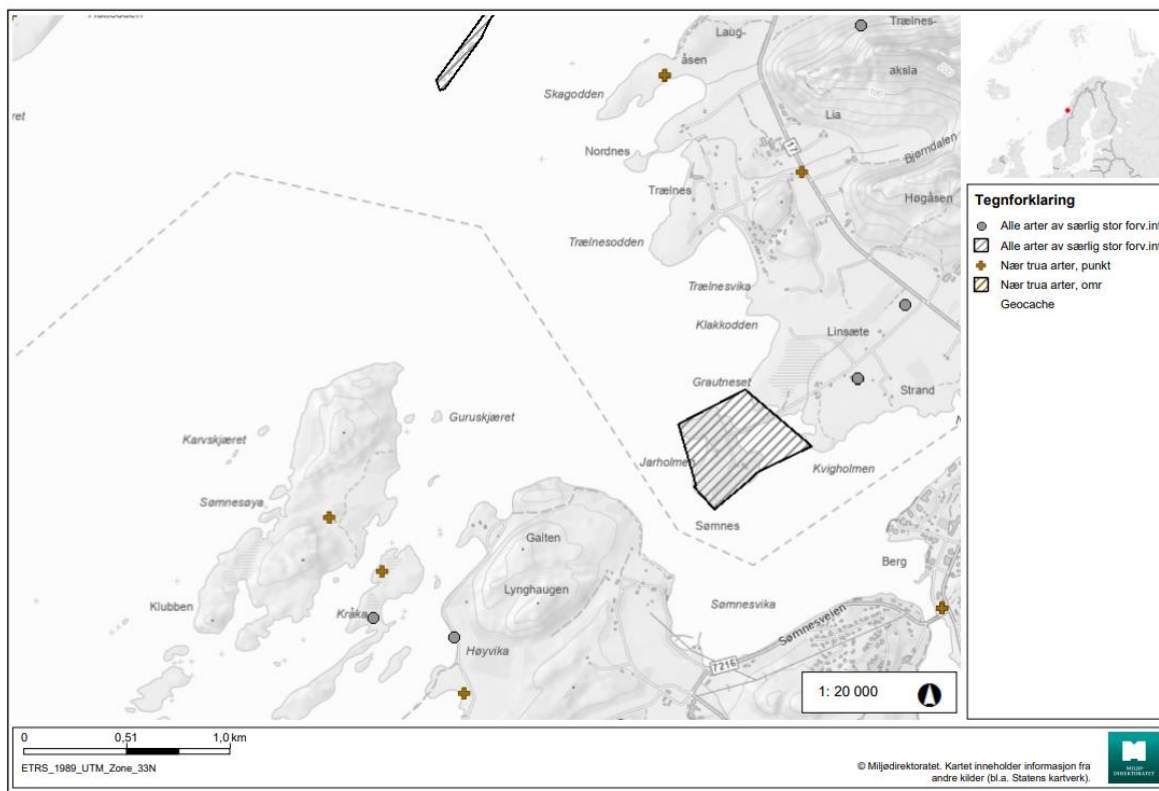 Laug-
åsen
Trælnes-
aksla
ret
Skagodden
Lia
17
Bjørndalen
Nordnes
Trælnes
Høgåsen
Trælnesodden
Trælnesvika
Klakkodden
Linsæte
Grautneset
Strand
Guruskjæret
Karvskjæret
Jarholmen
Kvigholmen
Sømnesøya
Sømnes
Galten
Berg
Lynghaugen
Klubben
Kråka
Sømnesvika
Sømnesveien
Høyvika
7216
1: 20 000
Tegnforklaring
Alle arter av særlig stor forv.int
Alle arter av særlig stor forv.int
Nær trua arter, punkt
Nær trua arter, omr
Geocache
0 0,51 1,0 km
ETRS_1989_UTM_Zone_33N
© Miljødirektoratet. Kartet inneholder informasjon fra
andre kilder (bl.a. Statens kartverk).
MILJØ-
DIREKTORATET